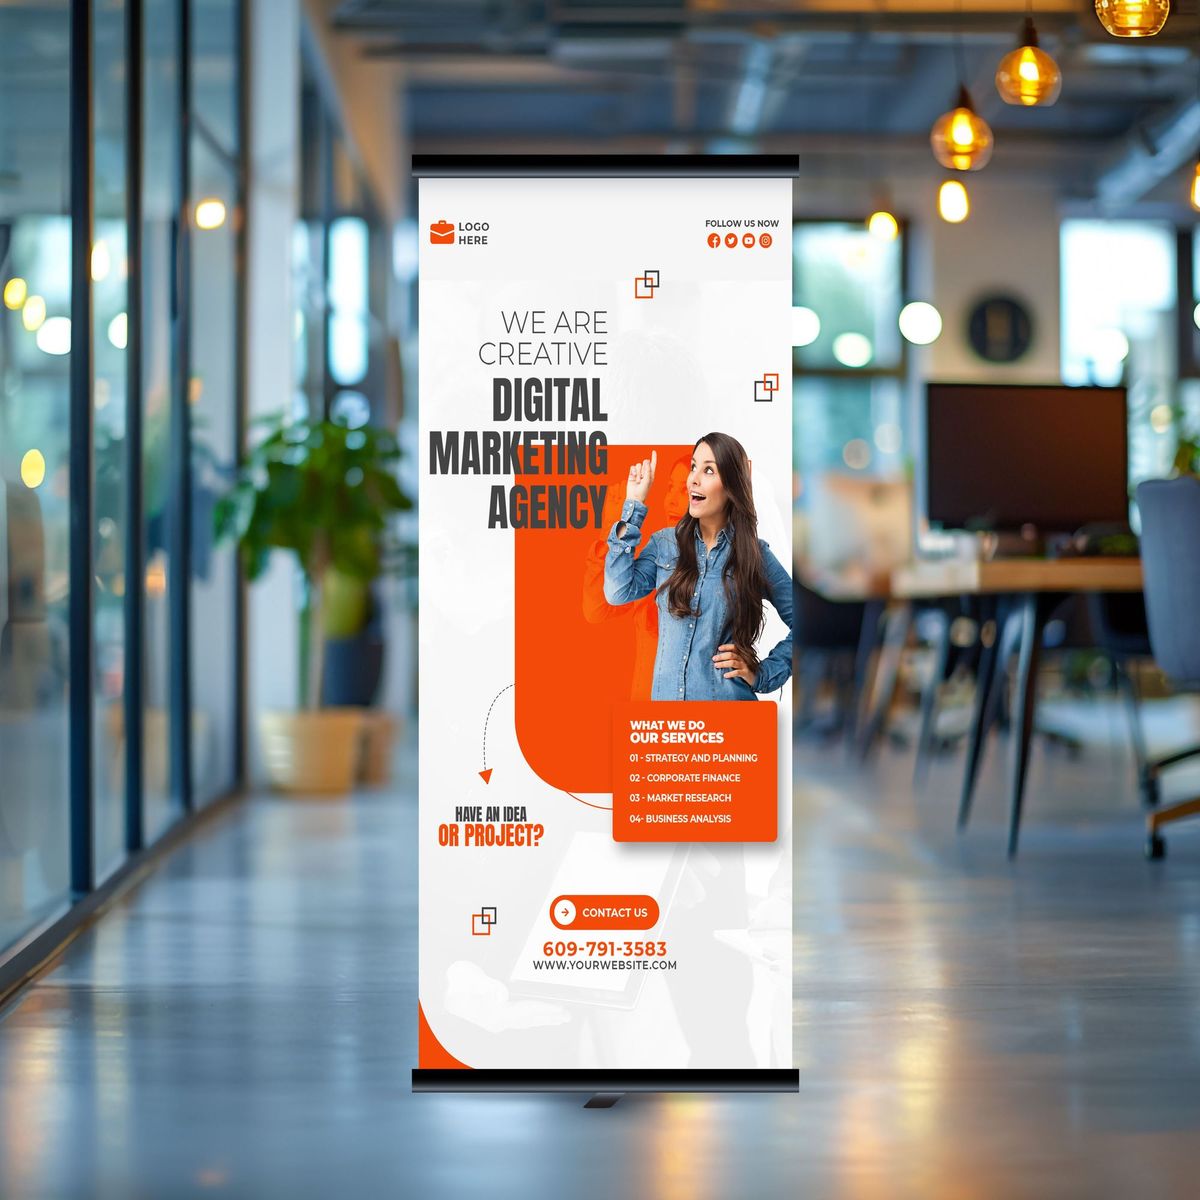 LOGO
HERE
FOLLOW US NOW
WE ARE
CREATIVE
DIGITAL
MARKETING
AGENCY
WHAT WE DO
OUR SERVICES
01 - STRATEGY AND PLANNING
02 - CORPORATE FINANCE
03 - MARKET RESEARCH
04- BUSINESS ANALYSIS
HAVE AN IDEA
OR PROJECT?
CONTACT US
609-791-3583
WWW.YOURWEBSITE.COM